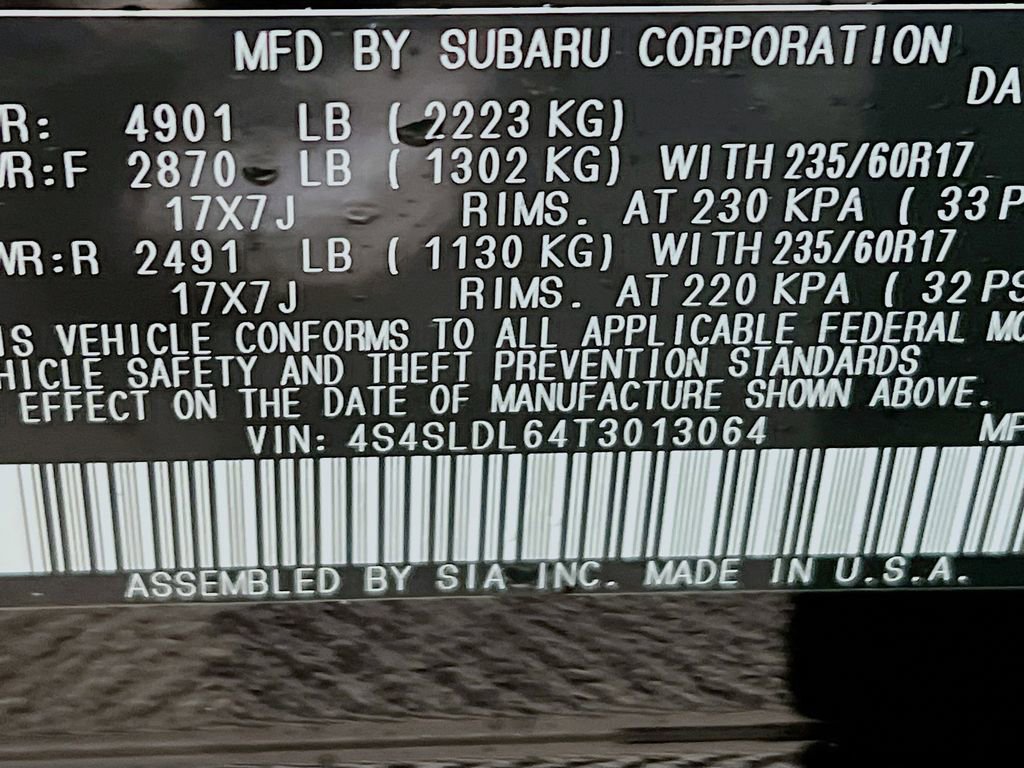 MFD BY SUBARU CORPORATION
DA
R: 4901 LB ( 2223 KG)
WR:F 2870 LB ( 1302 KG) WITH 235/60R17
17X7J RIMS. AT 230 KPA ( 33 P
WR:R 2491 LB ( 1130 KG) WITH 235/60R17
17X7J RIMS. AT 220 KPA ( 32 PS
IS VEHICLE CONFORMS TO ALL APPLICABLE FEDERAL MO
HICLE SAFETY AND THEFT PREVENTION STANDARDS
EFFECT ON THE DATE OF MANUFACTURE SHOWN ABOVE.
VIN: 4S4SLDL64T3013064 MF
ASSEMBLED BY SIA INC. MADE IN U.S.A.